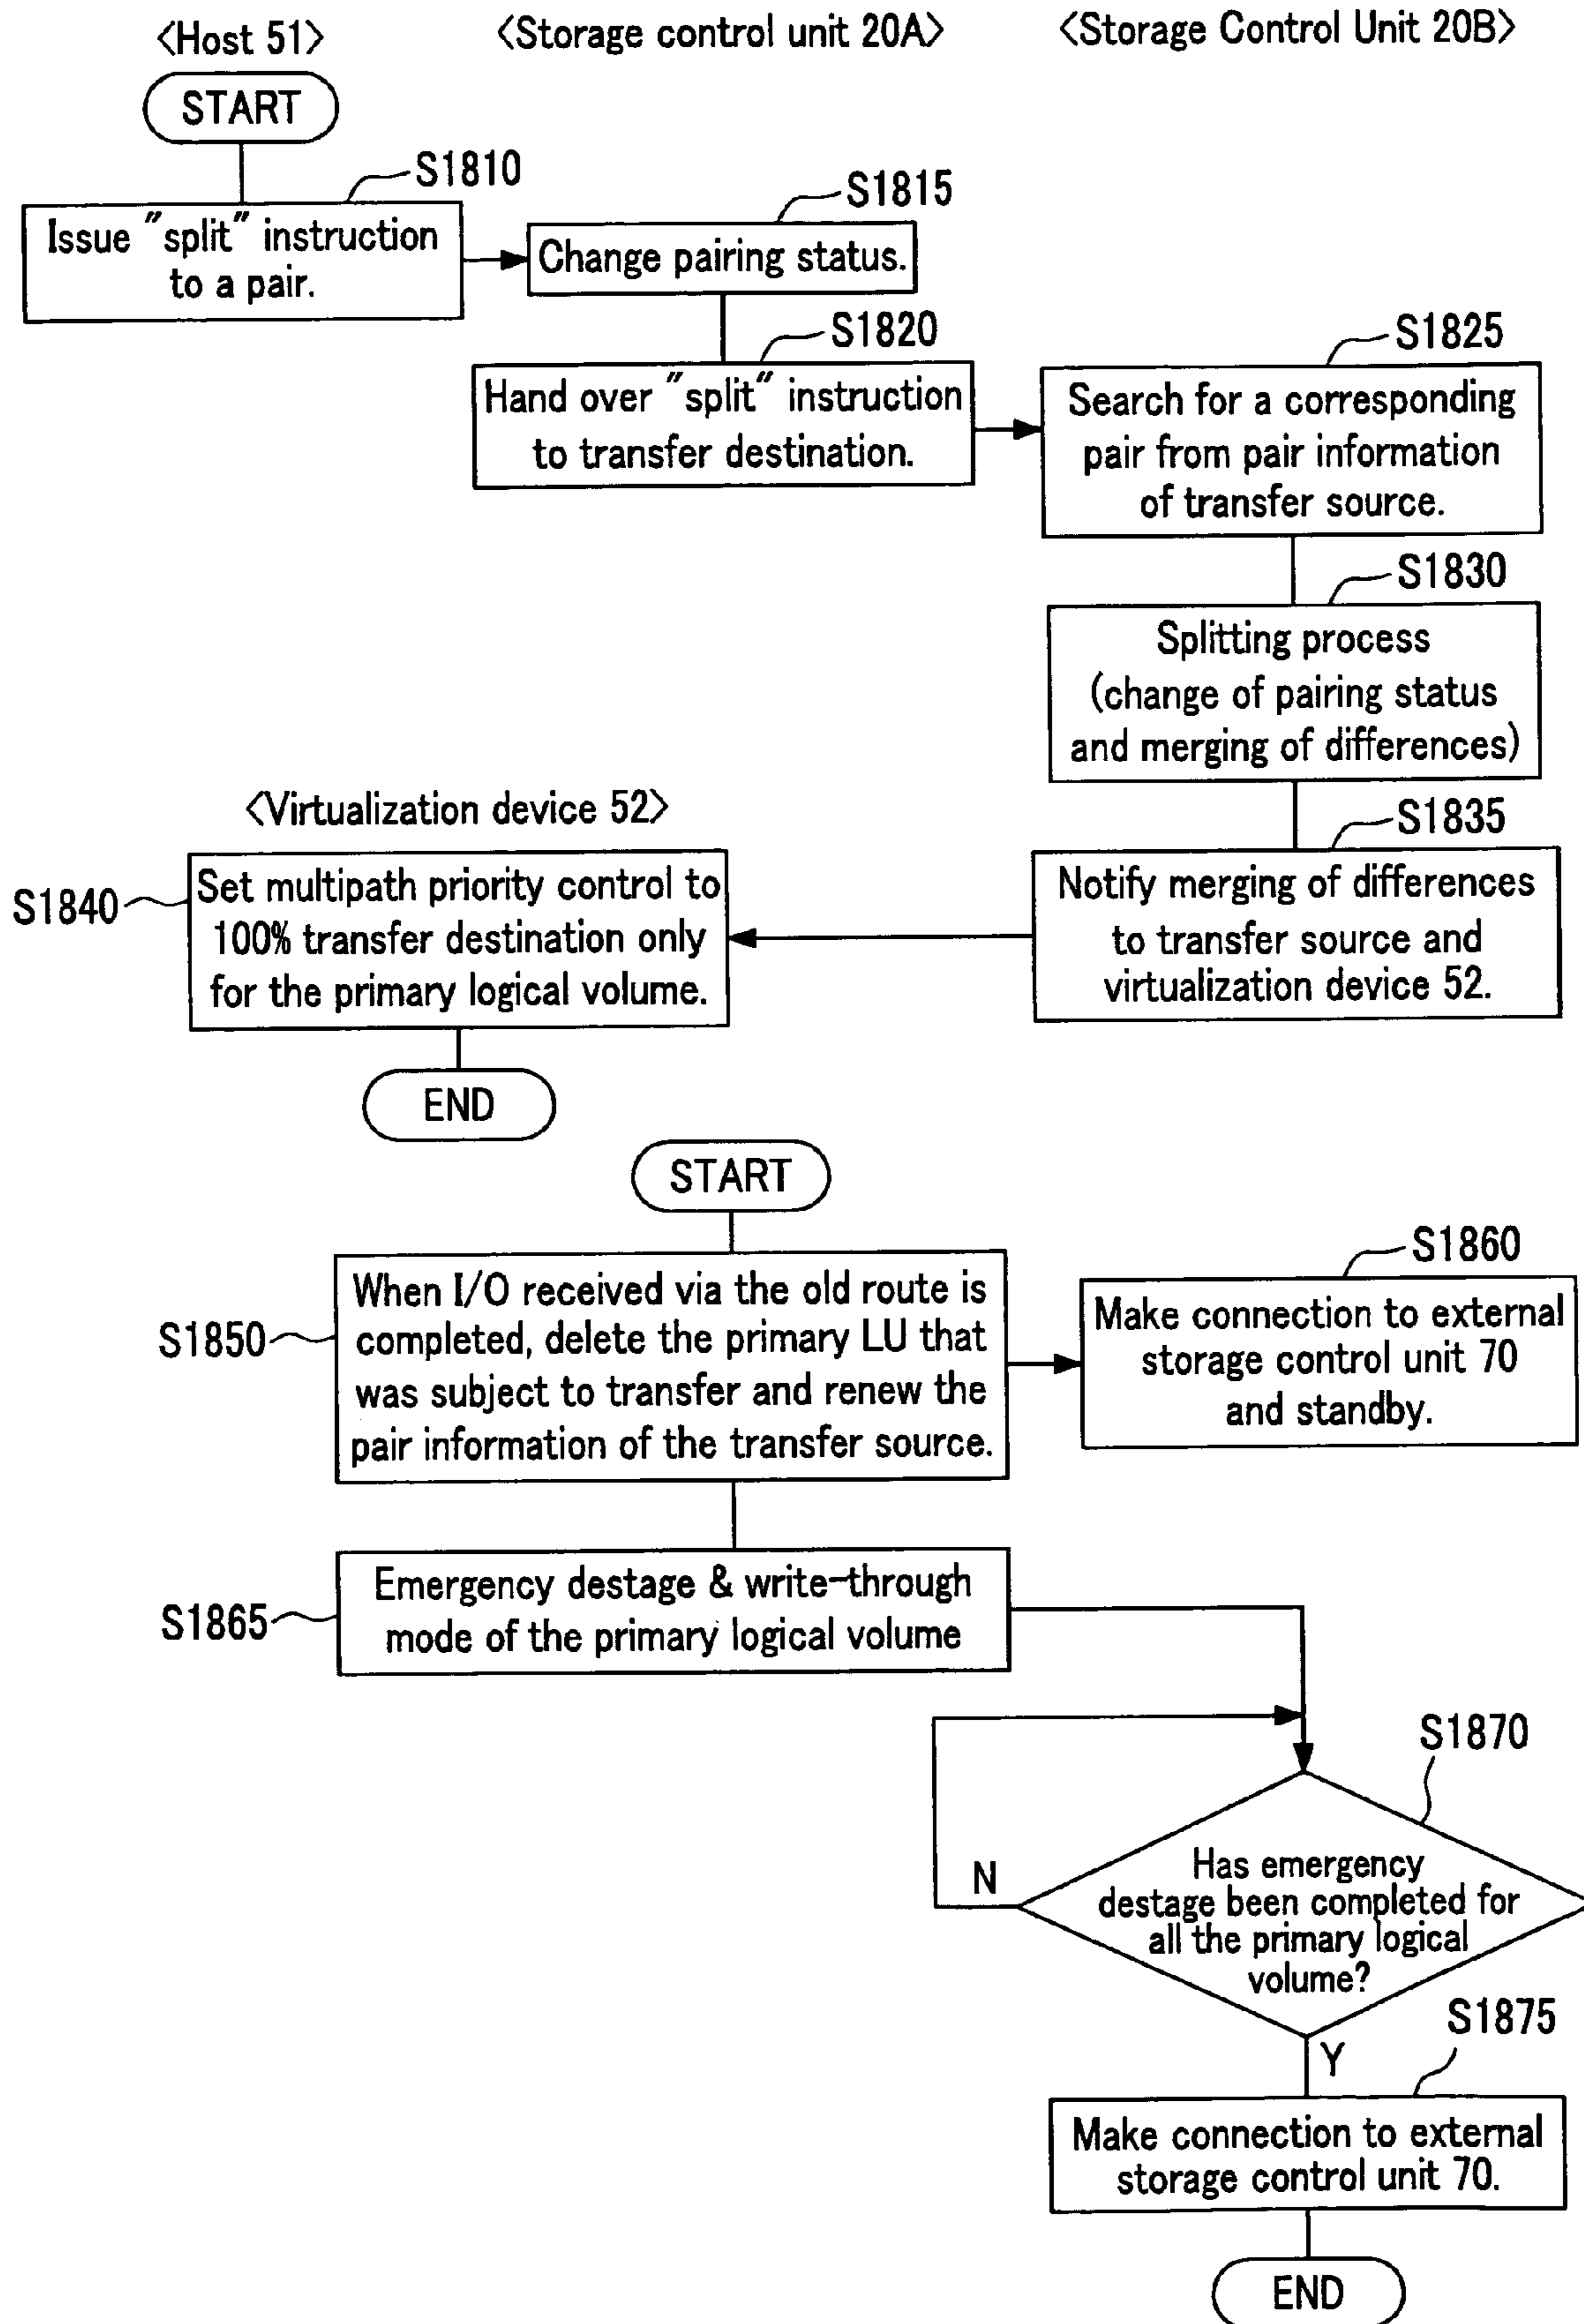 <Host 51>
<Storage control unit 20A>
<Storage Control Unit 20B>
START
S1810
Issue "split" instruction
to a pair.
S1815
Change pairing status.
S1820
Hand over "split" instruction
to transfer destination.
S1825
Search for a corresponding
pair from pair information
of transfer source.
S1830
Splitting process
(change of pairing status
and merging of differences)
S1835
Notify merging of differences
to transfer source and
virtualization device 52.
<Virtualization device 52>
S1840
Set multipath priority control to
100% transfer destination only
for the primary logical volume.
END
START
S1850
When I/O received via the old route is
completed, delete the primary LU that
was subject to transfer and renew the
pair information of the transfer source.
S1860
Make connection to external
storage control unit 70
and standby.
S1865
Emergency destage & write-through
mode of the primary logical volume
S1870
Has emergency
destage been completed for
all the primary logical
volume?
N
Y
S1875
Make connection to external
storage control unit 70.
END